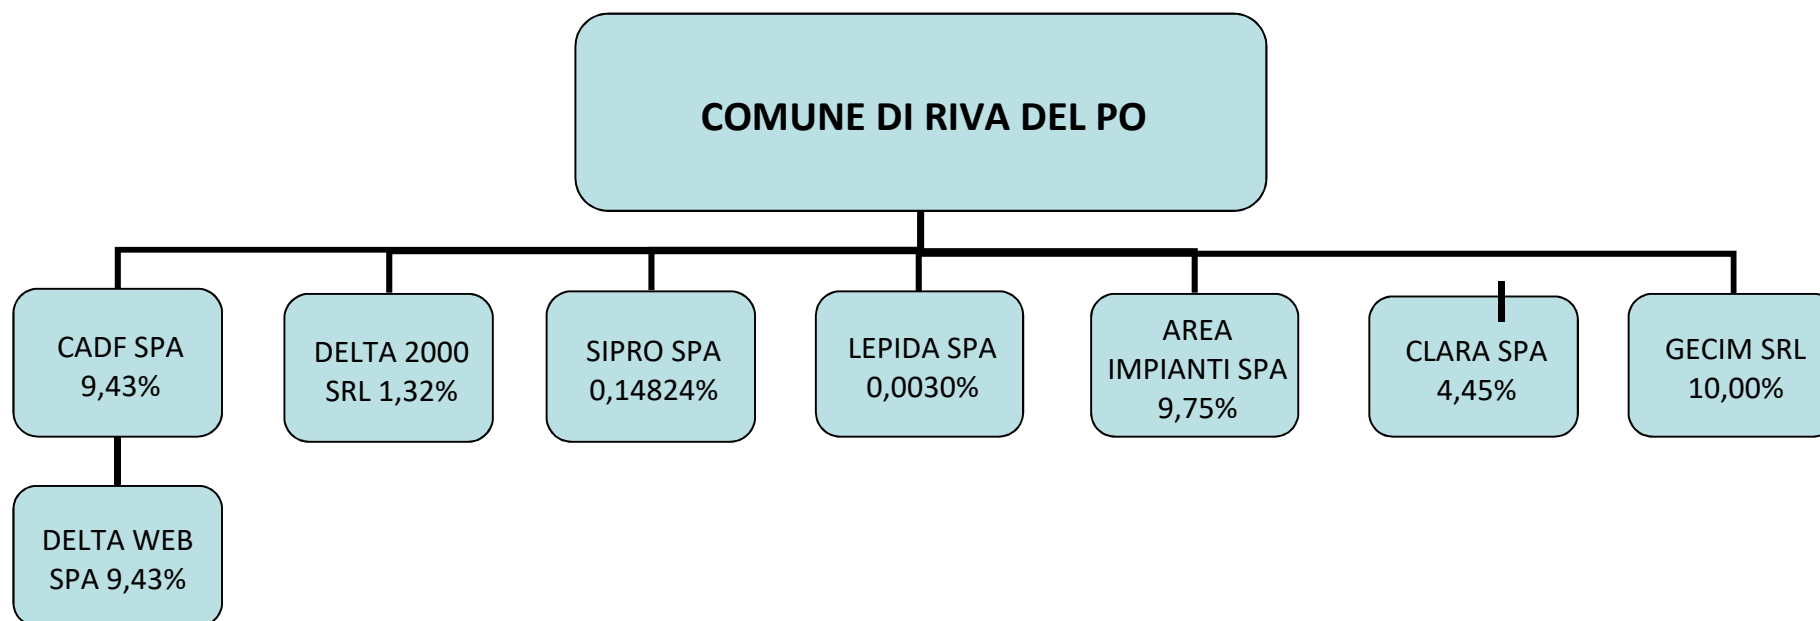 COMUNE DI RIVA DEL PO
CADF SPA
9,43%
DELTA 2000
SRL 1,32%
SIPRO SPA
0,14824%
LEPIDA SPA
0,0030%
AREA
IMPIANTI SPA
9,75%
CLARA SPA
4,45%
GECIM SRL
10,00%
DELTA WEB
SPA 9,43%